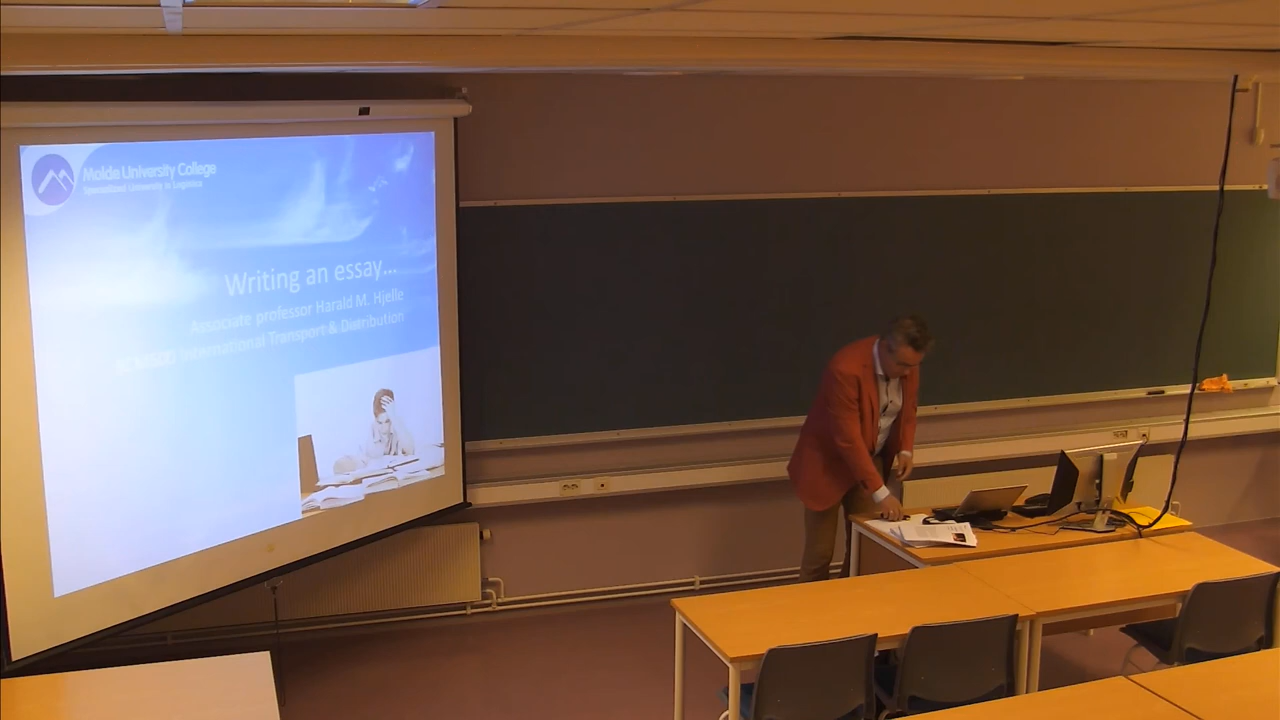 Molde University College
Specialized University in Logistics
Writing an essay...
Associate professor Harald M. Hjelle
International Transport & Distribution